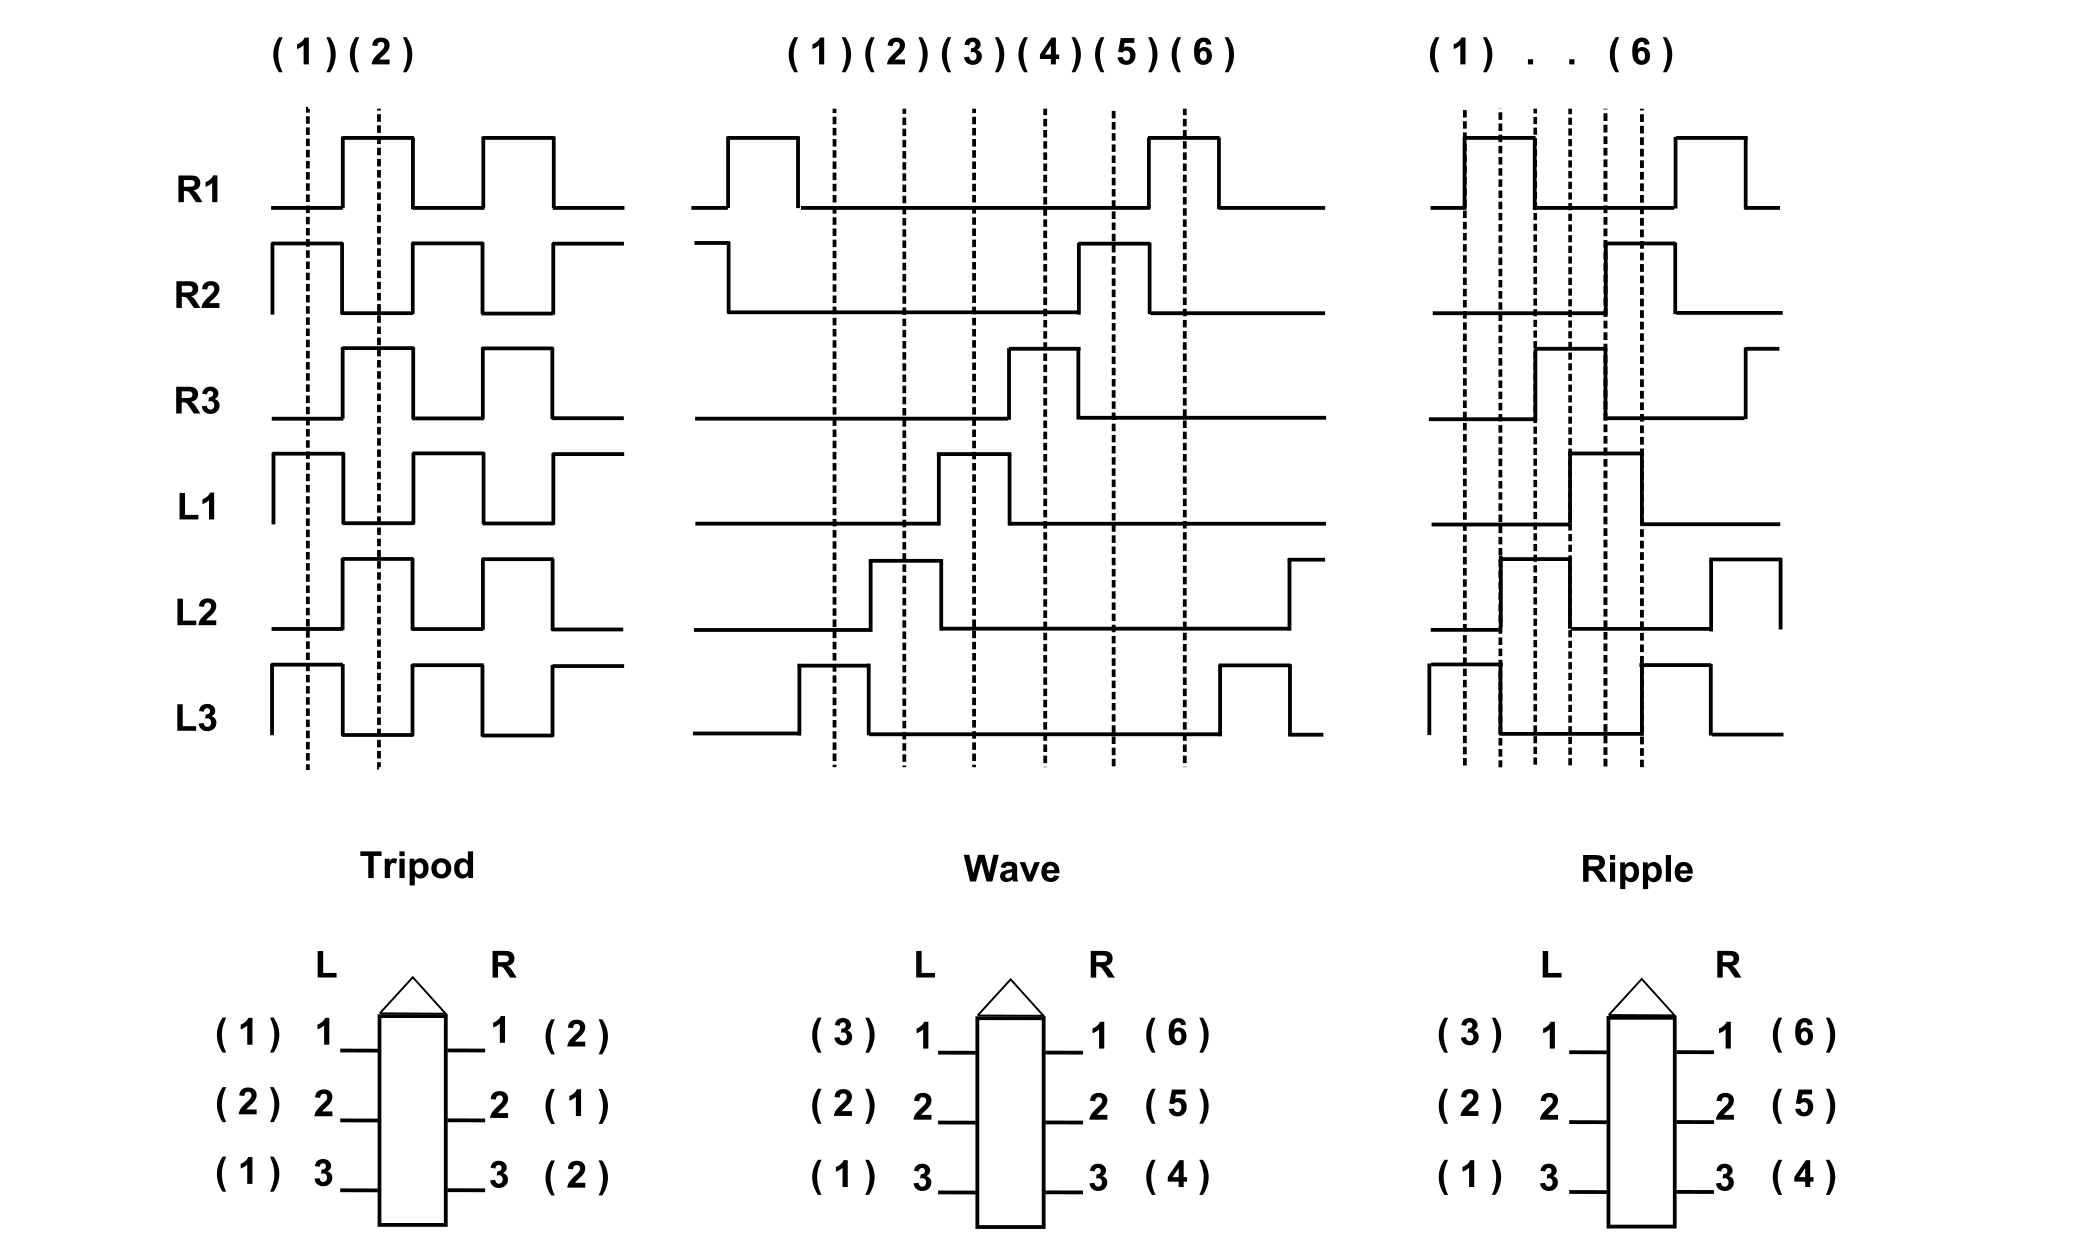 ( 1 ) ( 2 ) ( 1 ) ( 2 ) ( 3 ) ( 4 ) ( 5 ) ( 6 ) ( 1 ) . . ( 6 )
R1
R2
R3
L1
L2
L3
Tripod Wave Ripple
L R L R L R
( 1 ) 1 1 ( 2 ) ( 3 ) 1 1 ( 6 ) ( 3 ) 1 1 ( 6 )
( 2 ) 2 2 ( 1 ) ( 2 ) 2 2 ( 5 ) ( 2 ) 2 2 ( 5 )
( 1 ) 3 3 ( 2 ) ( 1 ) 3 3 ( 4 ) ( 1 ) 3 3 ( 4 )